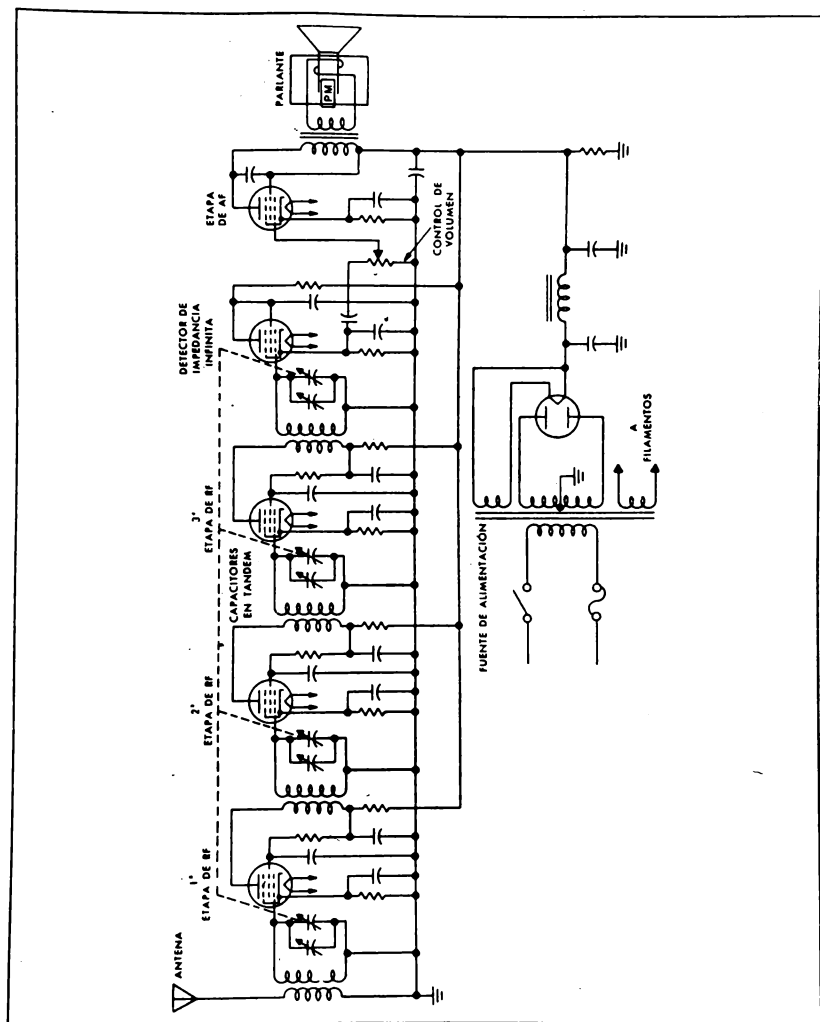 ANTENA
1ª
ETAPA DE RF
2ª
ETAPA DE RF
3ª
ETAPA DE RF
CAPACITORES
EN TANDEM
DETECTOR DE
IMPEDANCIA
INFINITA
ETAPA
DE AF
PARLANTE
PM
CONTROL DE
VOLUMEN
FUENTE DE ALIMENTACIÓN
A
FILAMENTOS